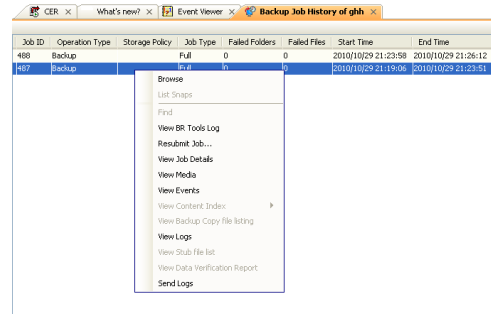 CER What's new? Event Viewer Backup Job History of ghh
Job ID Operation Type Storage Policy Job Type Failed Folders Failed Files Start Time End Time
488 Backup Full 0 0 2010/10/29 21:23:58 2010/10/29 21:26:12
487 Backup Full 0 0 2010/10/29 21:19:06 2010/10/29 21:23:51
Browse
List Snaps
Find
View BR Tools Log
Resubmit Job...
View Job Details
View Media
View Events
View Content Index
View Backup Copy file listing
View Logs
View Stub file list
View Data Verification Report
Send Logs